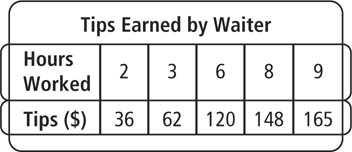 Tips Earned by Waiter
Hours Worked 2 3 6 8 9
Tips ($) 36 62 120 148 165